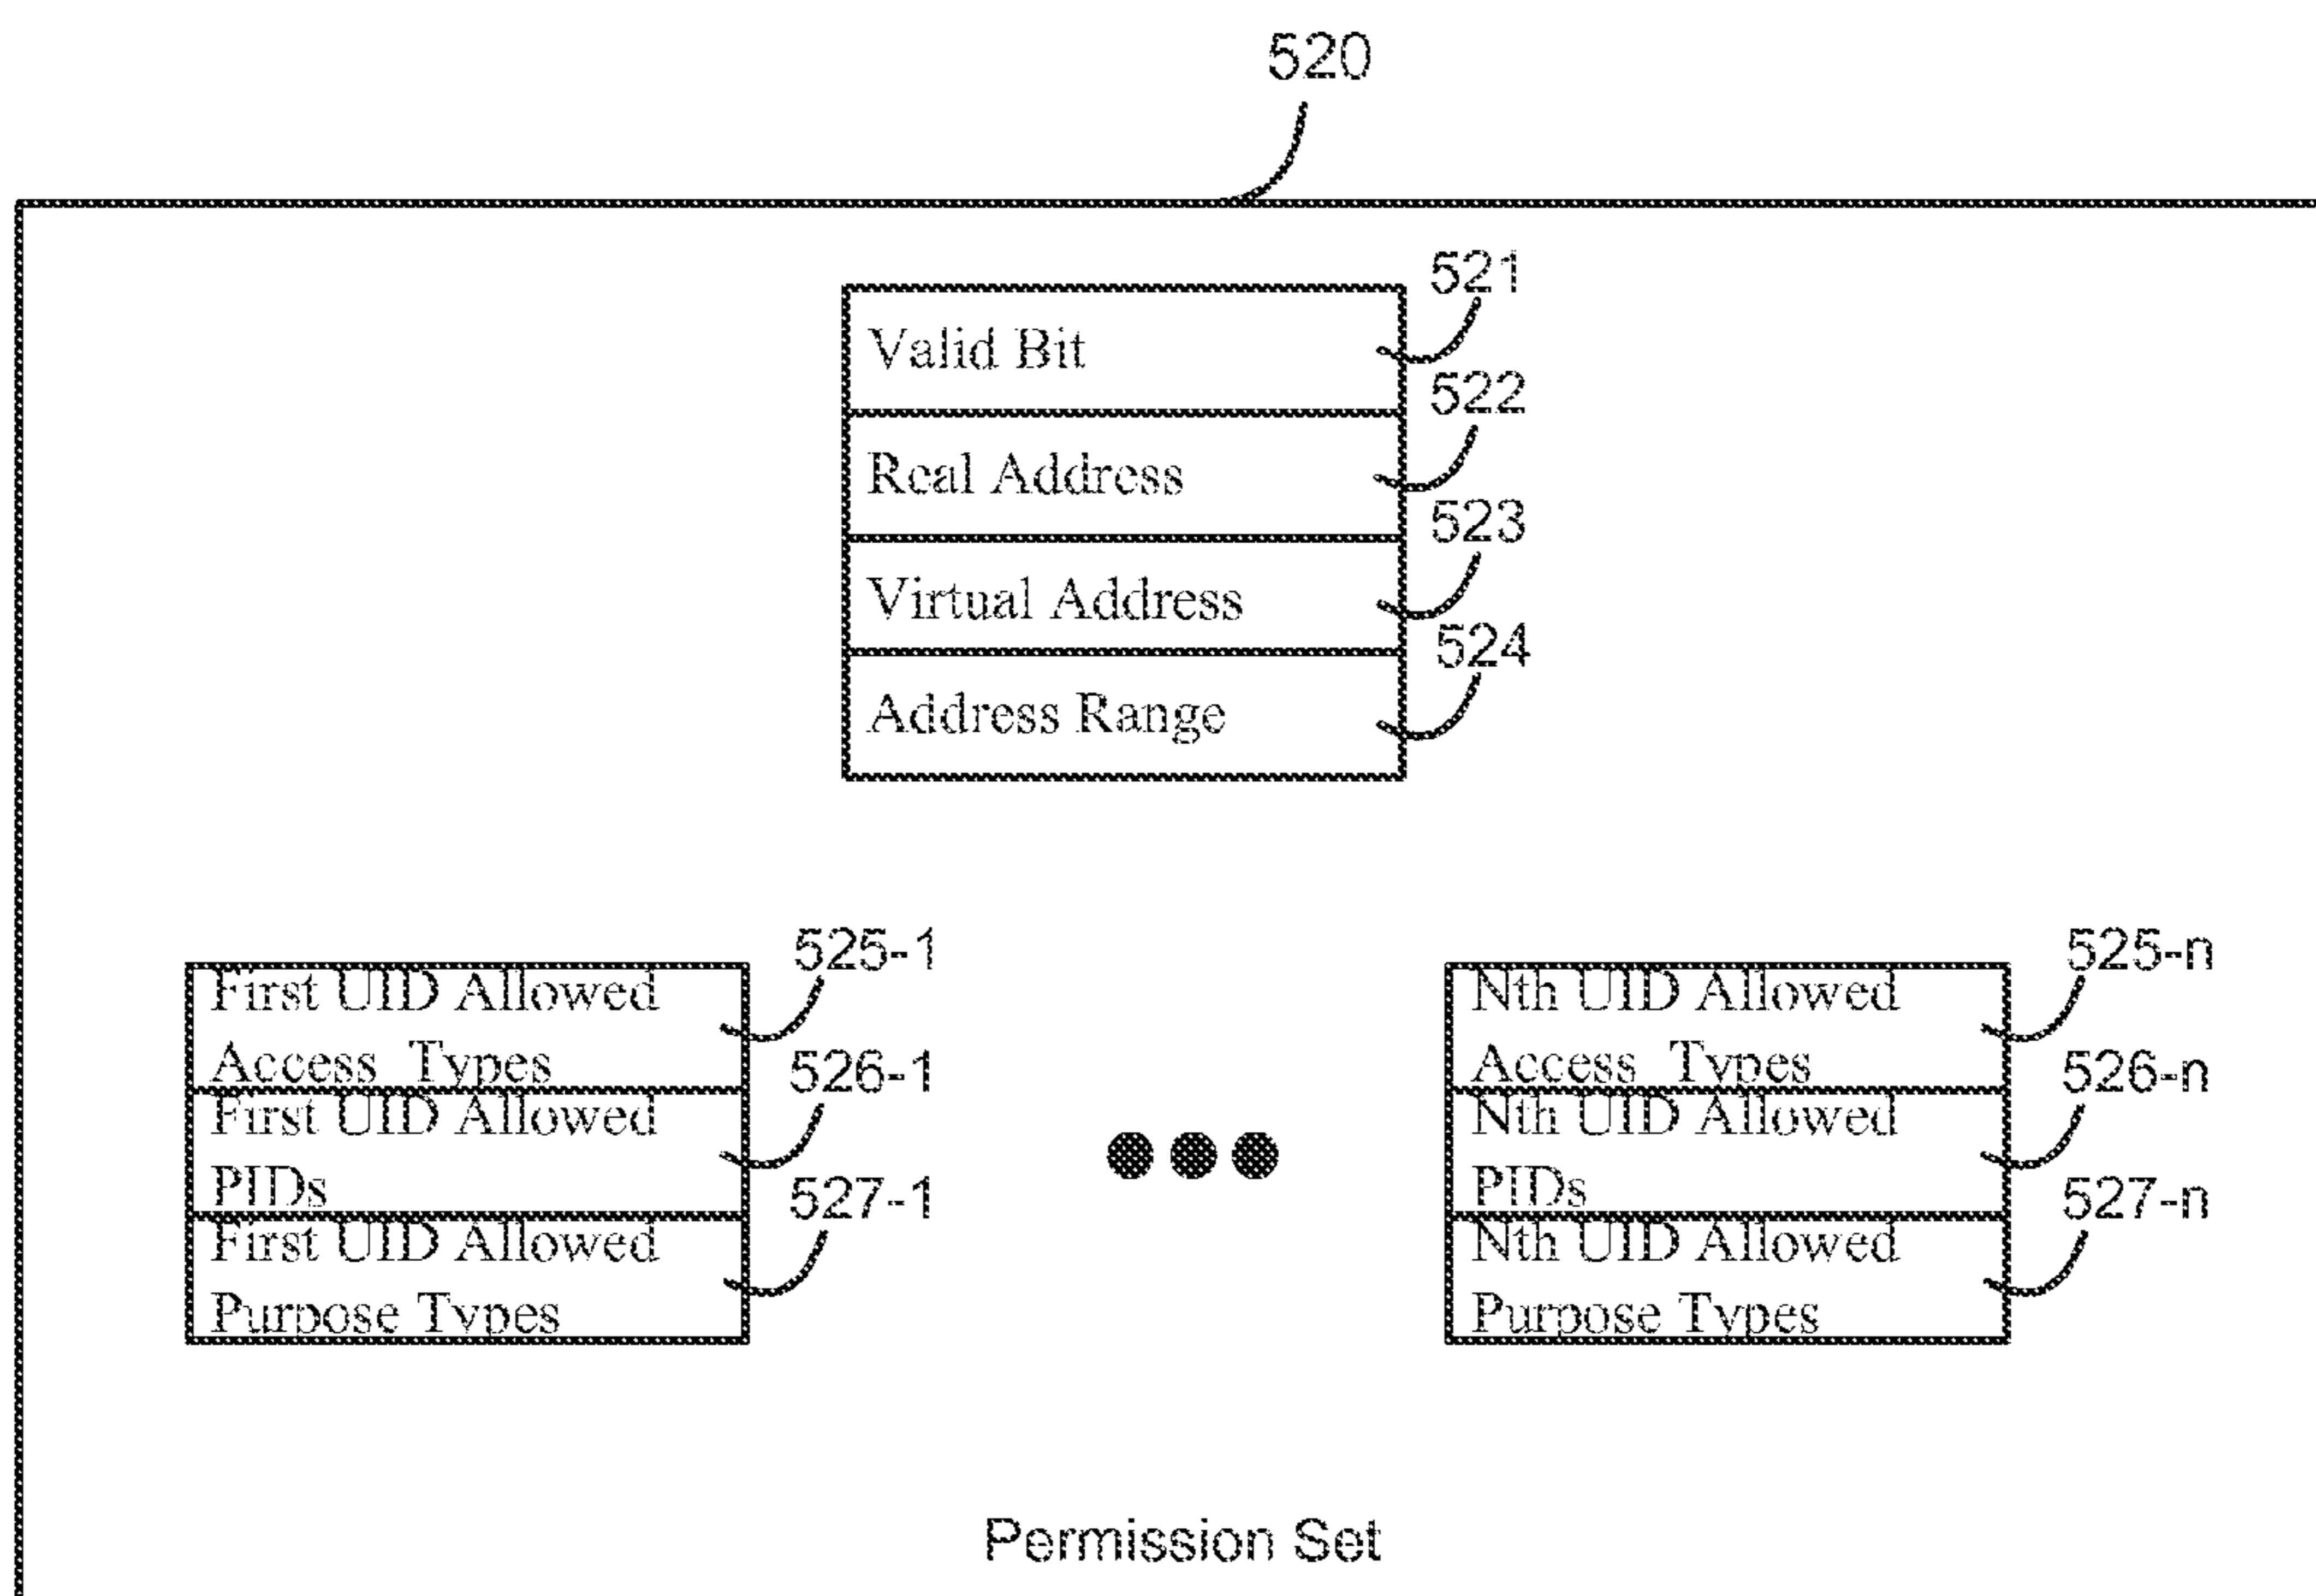 520
521
Valid Bit
522
Real Address
523
Virtual Address
524
Address Range
525-1
First UID Allowed
Access Types
526-1
First UID Allowed
PIDs
527-1
First UID Allowed
Purpose Types
525-n
Nth UID Allowed
Access Types
526-n
Nth UID Allowed
PIDs
527-n
Nth UID Allowed
Purpose Types
Permission Set